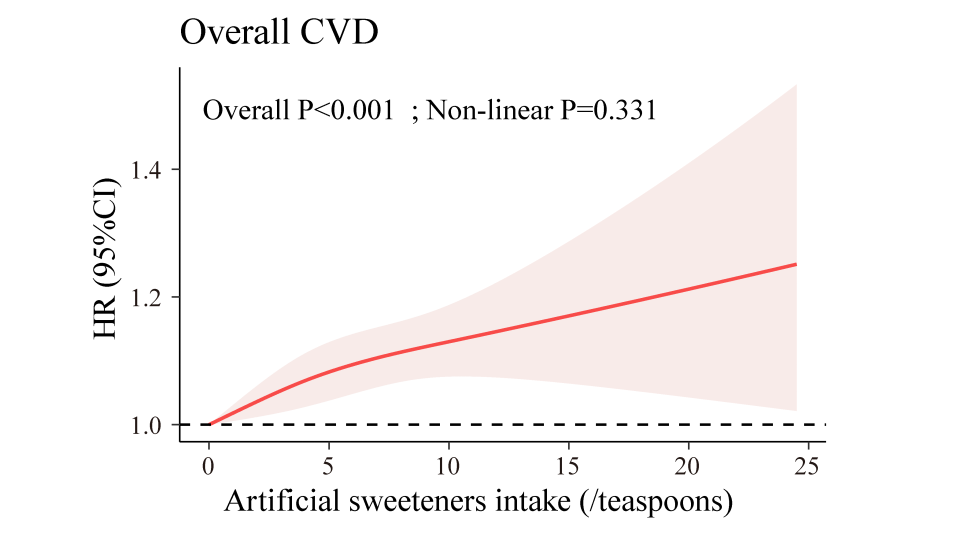 Overall CVD
Overall P<0.001 ; Non-linear P=0.331
HR (95%CI)
1.4
1.2
1.0
0 5 10 15 20 25
Artificial sweeteners intake (/teaspoons)